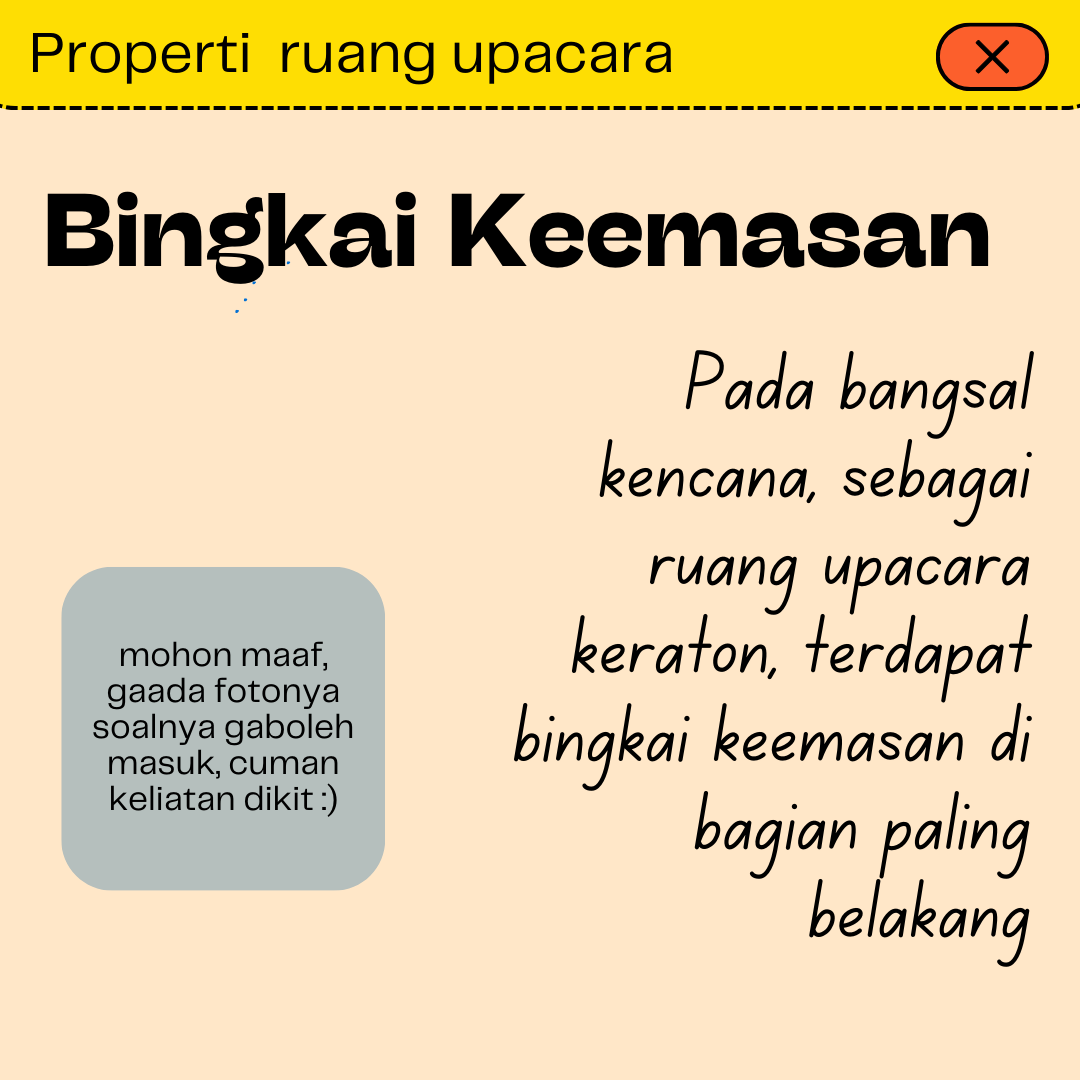 Properti ruang upacara
Bingkai Keemasan
Pada bangsal
kencana, sebagai
ruang upacara
keraton, terdapat
bingkai keemasan di
bagian paling
belakang
mohon maaf,
gaada fotonya
soalnya gaboleh
masuk, cuman
keliatan dikit :)